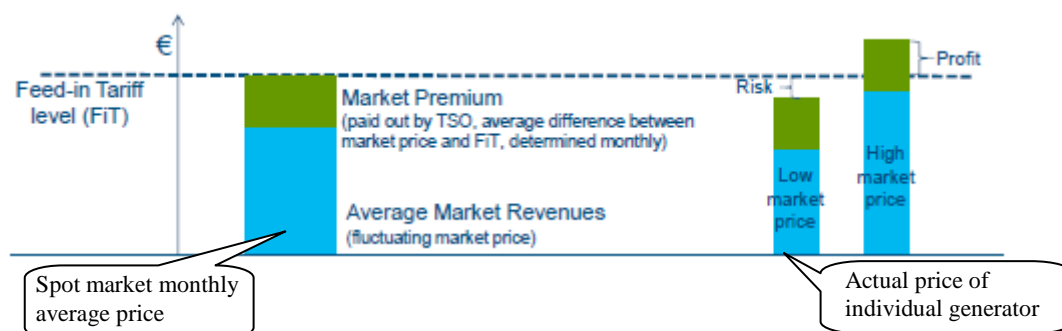 €
Feed-in Tariff
level (FiT)
Market Premium
(paid out by TSO, average difference between
market price and FiT, determined monthly)
Average Market Revenues
(fluctuating market price)
Risk
Profit
Low
market
price
High
market
price
Spot market monthly
average price
Actual price of
individual generator